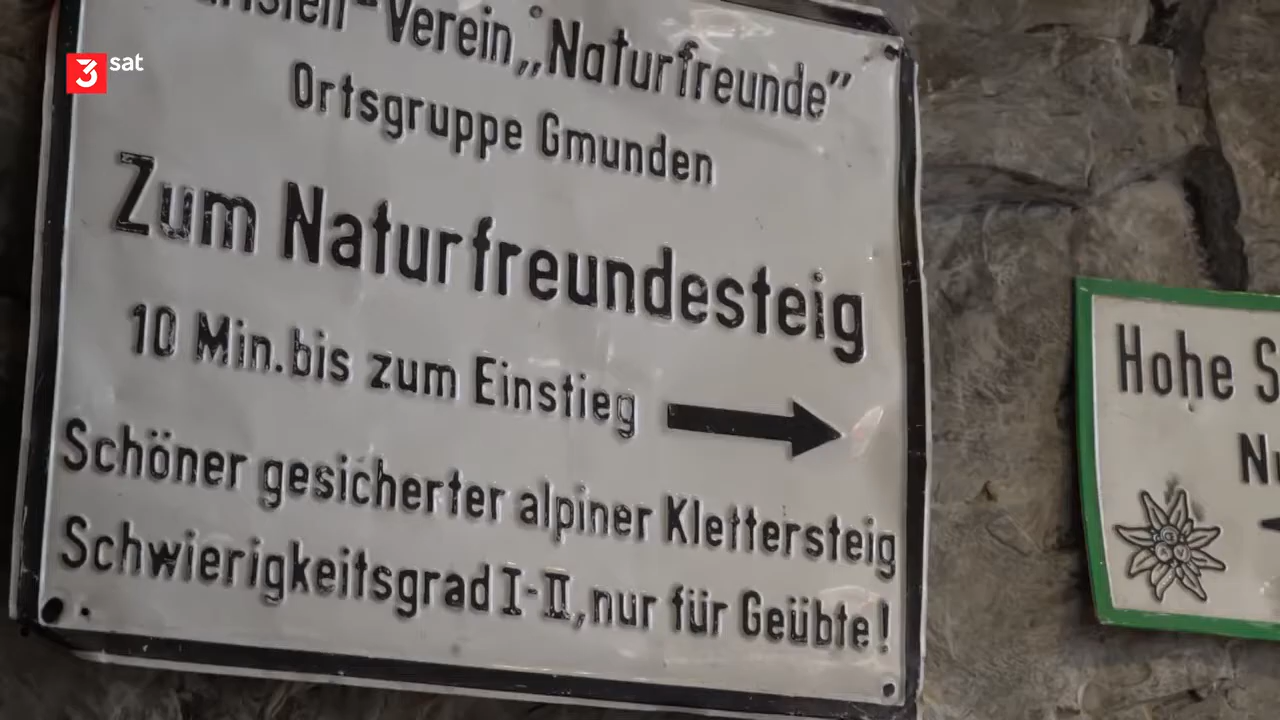 3sat
Verein „Naturfreunde”
Ortsgruppe Gmunden
Zum Naturfreundesteig
10 Min. bis zum Einstieg
Schöner gesicherter alpiner Klettersteig
Schwierigkeitsgrad I-II, nur für Geübte!
Hohe